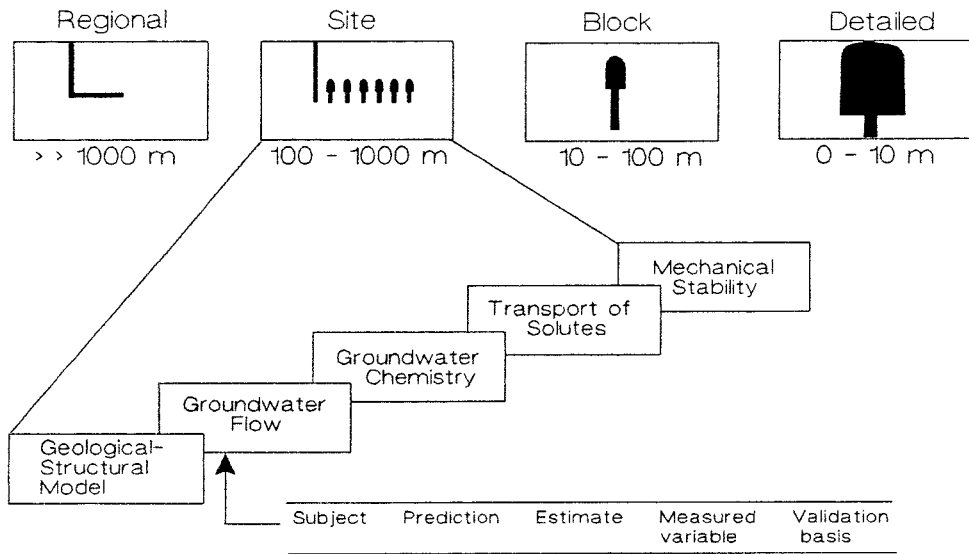 Regional Site Block Detailed
> > 1000 m 100 - 1000 m 10 - 100 m 0 - 10 m
Mechanical
Stability
Transport of
Solutes
Groundwater
Chemistry
Groundwater
Flow
Geological-
Structural
Model
Subject Prediction Estimate Measured Validation
variable basis